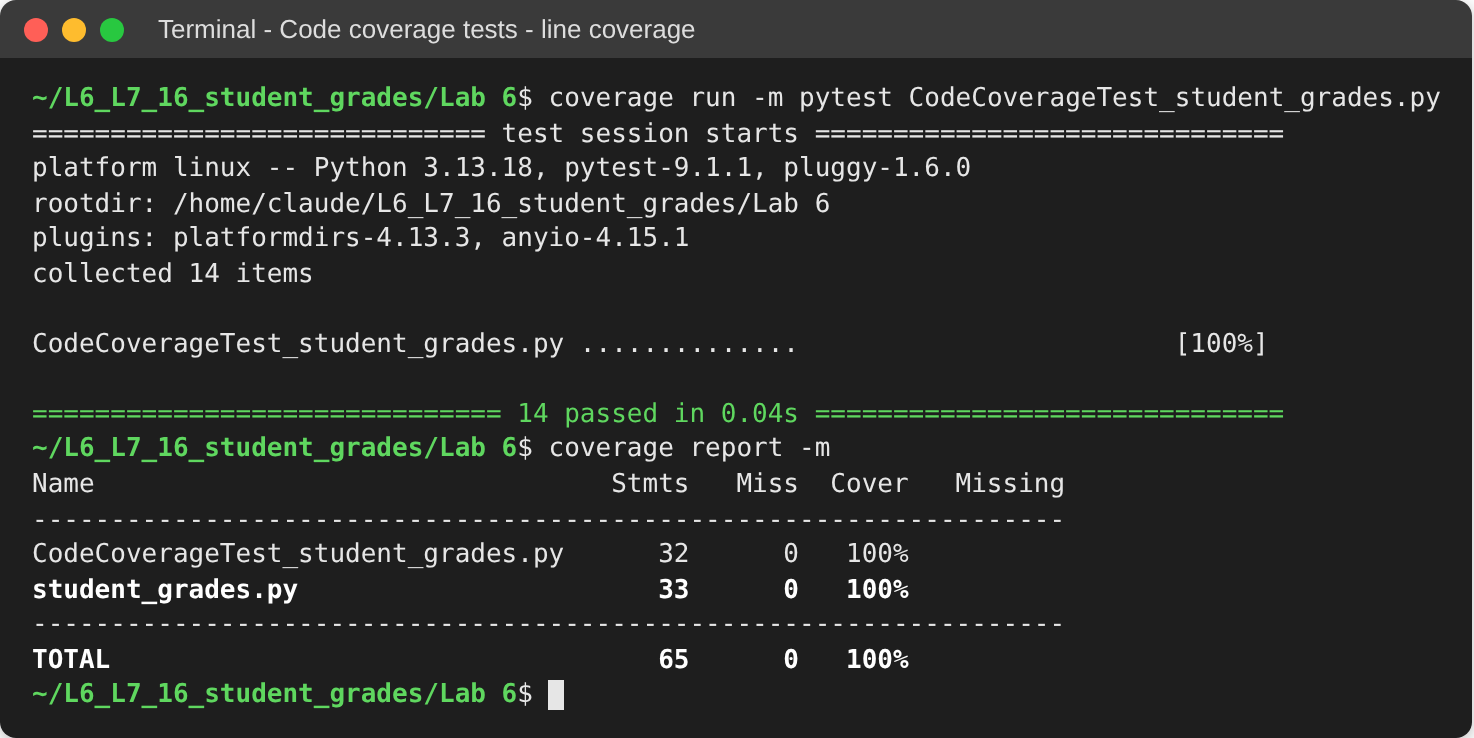 Terminal - Code coverage tests - line coverage
~/L6_L7_16_student_grades/Lab 6$ coverage run -m pytest CodeCoverageTest_student_grades.py
============================= test session starts ==============================
platform linux -- Python 3.13.18, pytest-9.1.1, pluggy-1.6.0
rootdir: /home/claude/L6_L7_16_student_grades/Lab 6
plugins: platformdirs-4.13.3, anyio-4.15.1
collected 14 items
CodeCoverageTest_student_grades.py .............. [100%]
============================== 14 passed in 0.04s ==============================
~/L6_L7_16_student_grades/Lab 6$ coverage report -m
Name Stmts Miss Cover Missing
------------------------------------------------------------------
CodeCoverageTest_student_grades.py 32 0 100%
student_grades.py 33 0 100%
------------------------------------------------------------------
TOTAL 65 0 100%
~/L6_L7_16_student_grades/Lab 6$